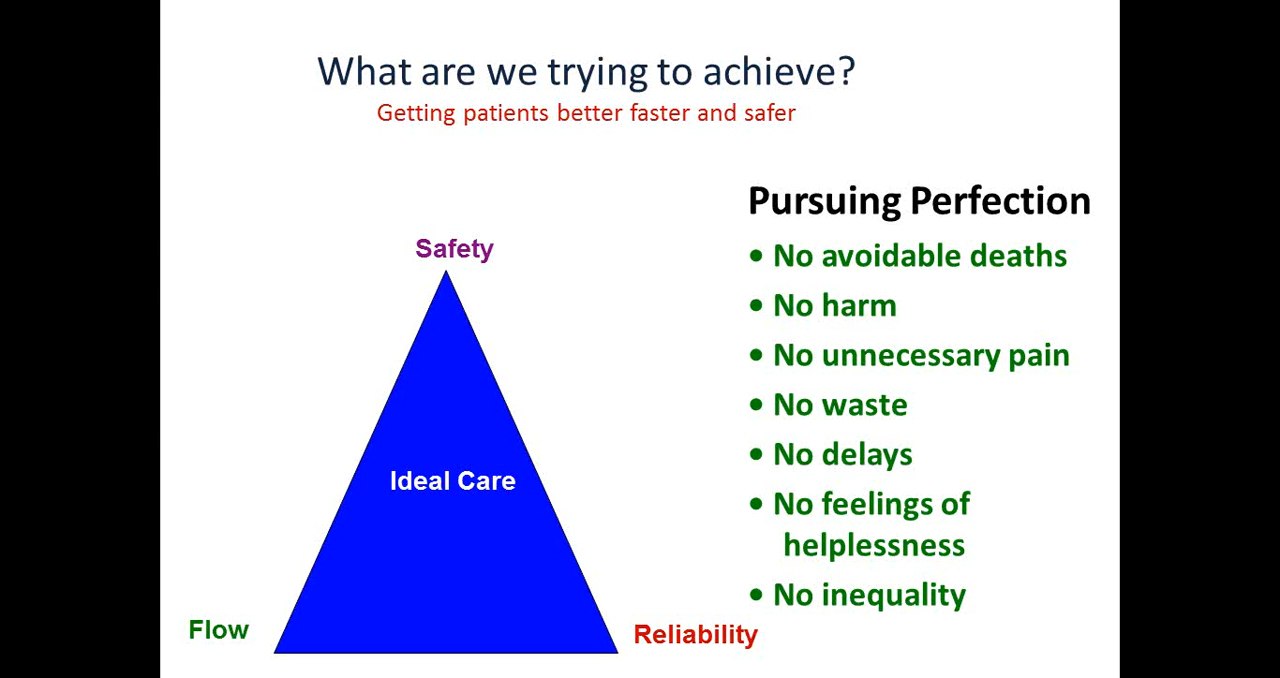 What are we trying to achieve?
Getting patients better faster and safer
Safety
Ideal Care
Flow
Reliability
Pursuing Perfection
• No avoidable deaths
• No harm
• No unnecessary pain
• No waste
• No delays
• No feelings of
helplessness
• No inequality